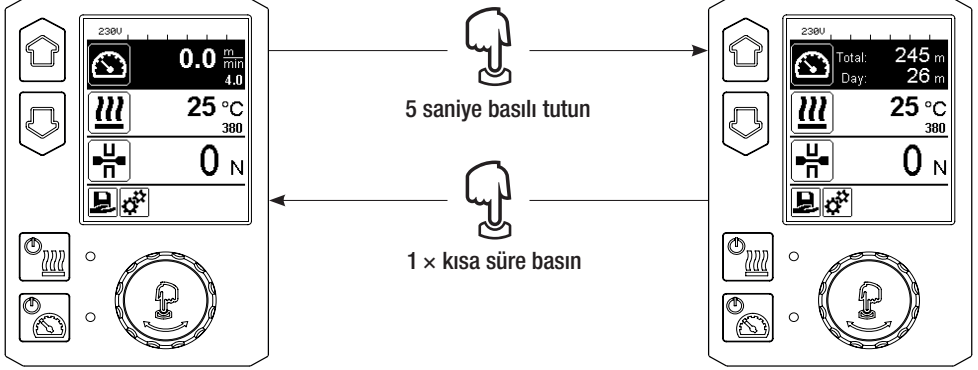 230V
0.0 m/min
4.0
25 °C
380
0 N
5 saniye basılı tutun
1 × kısa süre basın
230V
Total: 245 m
Day: 26 m
25 °C
380
0 N